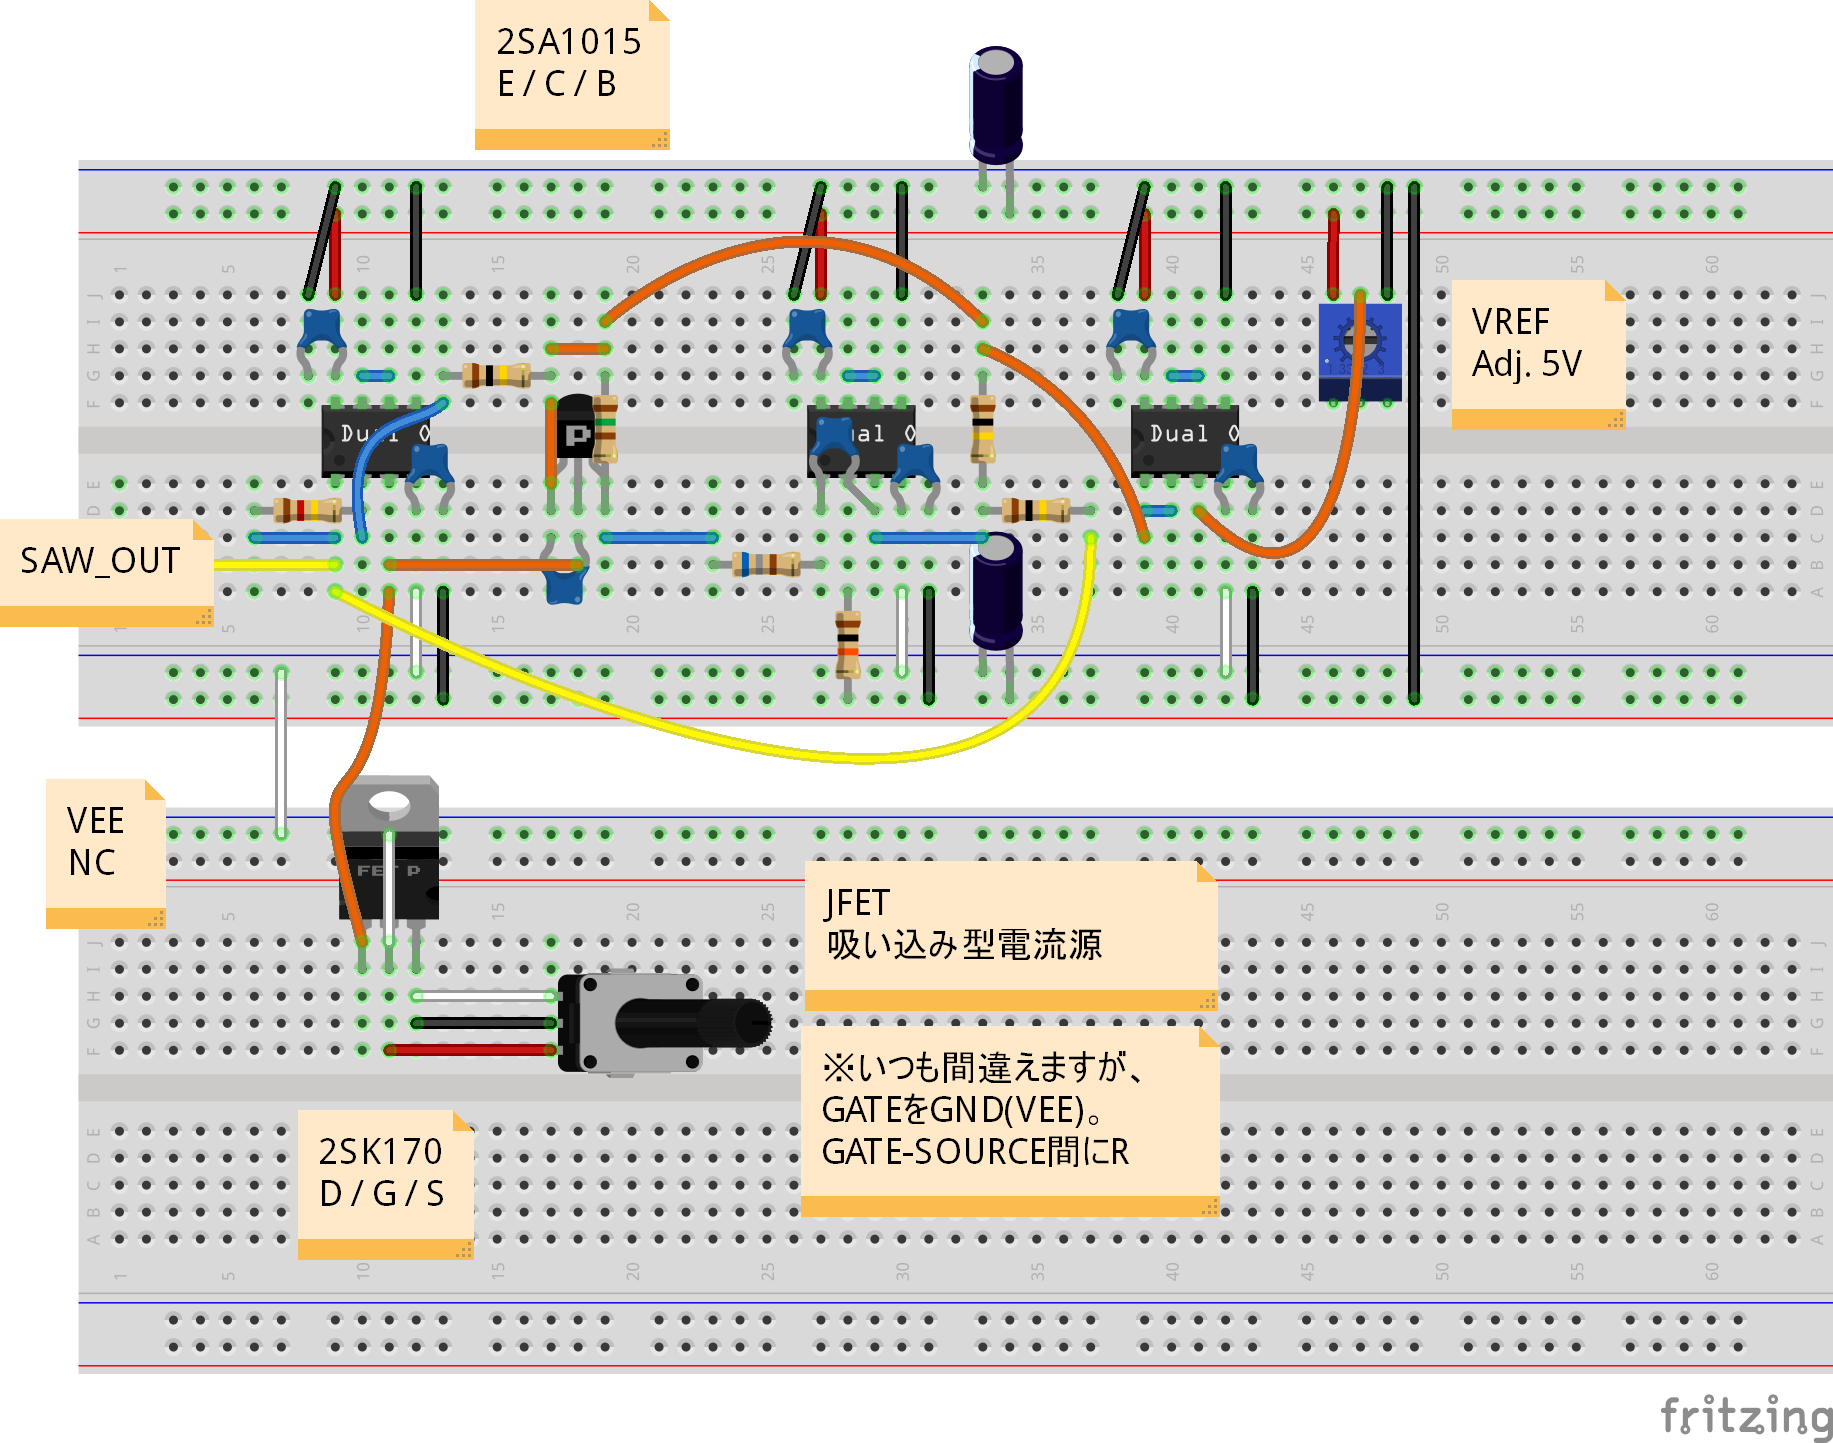 2SA1015
E / C / B
VREF
Adj. 5V
Dual
p
ual
Dual
SAW_OUT
VEE
NC
FET P
JFET
吸い込み型電流源
※いつも間違えますが、
GATEをGND(VEE)。
GATE-SOURCE間にR
2SK170
D / G / S
1 5 10 15 20 25 30 35 40 45 50 55 60
J
I
H
G
F
E
D
C
B
A
fritzing